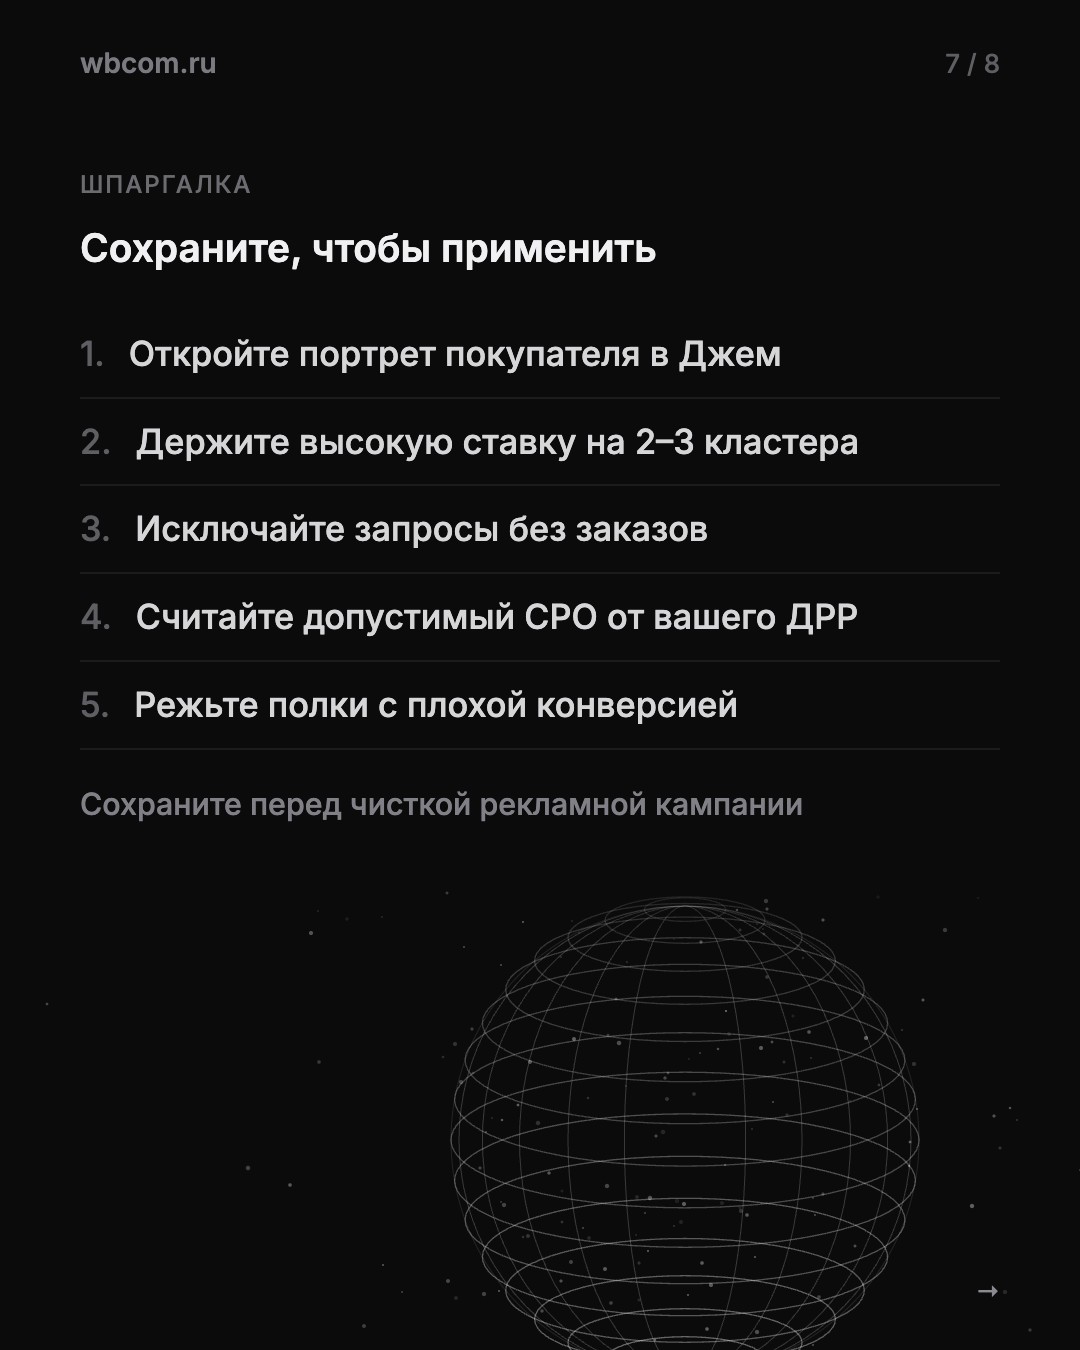 wbcom.ru
7 / 8
ШПАРГАЛКА
Сохраните, чтобы применить
1. Откройте портрет покупателя в Джем
2. Держите высокую ставку на 2–3 кластера
3. Исключайте запросы без заказов
4. Считайте допустимый CPO от вашего ДРР
5. Режьте полки с плохой конверсией
Сохраните перед чисткой рекламной кампании
→